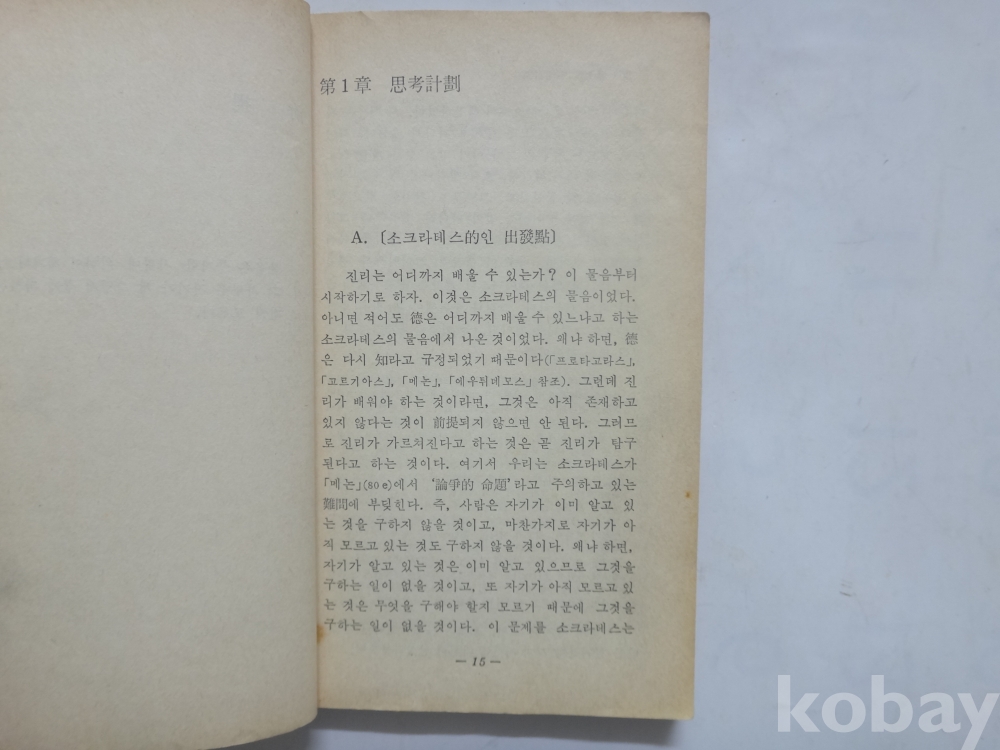 第1章 思考計劃
A. 〔소크라테스的인 出發點〕
진리는 어디까지 배울 수 있는가? 이 물음부터
시작하기로 하자. 이것은 소크라테스의 물음이었다.
아니면 적어도 德은 어디까지 배울 수 있느냐고 하는
소크라테스의 물음에서 나온 것이었다. 왜냐 하면, 德
은 다시 知라고 규정되었기 때문이다(「프로타고라스」,
「고르기아스」, 「메논」, 「에우튀데모스」 참조). 그런데 진
리가 배워야 하는 것이라면, 그것은 아직 존재하고
있지 않다는 것이 前提되지 않으면 안 된다. 그러므
로 진리가 가르쳐진다고 하는 것은 곧 진리가 탐구
된다고 하는 것이다. 여기서 우리는 소크라테스가
「메논」(80 e)에서 '論爭的 命題'라고 주의하고 있는
難問에 부딪힌다. 즉, 사람은 자기가 이미 알고 있
는 것을 구하지 않을 것이고, 마찬가지로 자기가 아
직 모르고 있는 것도 구하지 않을 것이다. 왜냐 하면,
자기가 알고 있는 것은 이미 알고 있으므로 그것을
구하는 일이 없을 것이고, 또 자기가 아직 모르고 있
는 것은 무엇을 구해야 할지 모르기 때문에 그것을
구하는 일이 없을 것이다. 이 문제를 소크라테스는
— 15 —
kobay